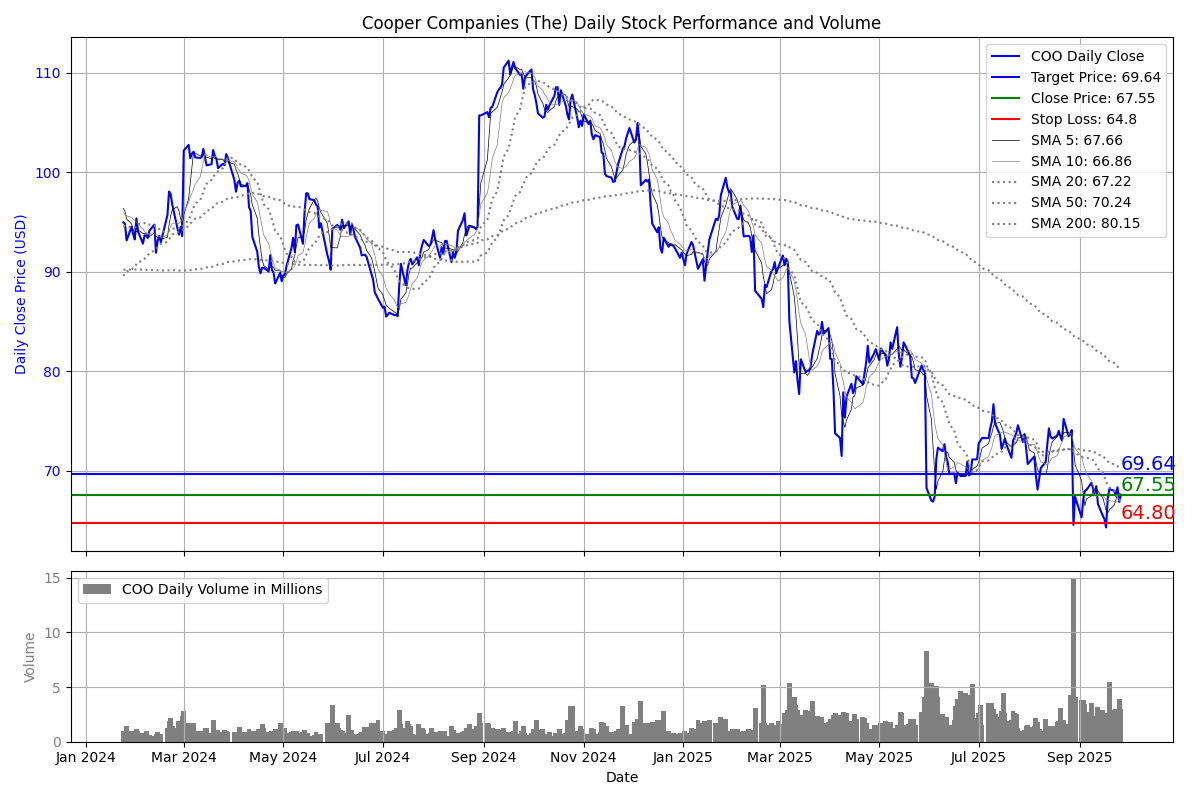 Cooper Companies (The) Daily Stock Performance and Volume
Daily Close Price (USD)
110
100
90
80
70
COO Daily Close
Target Price: 69.64
Close Price: 67.55
Stop Loss: 64.8
SMA 5: 67.66
SMA 10: 66.86
SMA 20: 67.22
SMA 50: 70.24
SMA 200: 80.15
69.64
67.55
64.80
Volume
15
10
5
0
COO Daily Volume in Millions
Jan 2024
Mar 2024
May 2024
Jul 2024
Sep 2024
Nov 2024
Jan 2025
Mar 2025
May 2025
Jul 2025
Sep 2025
Date